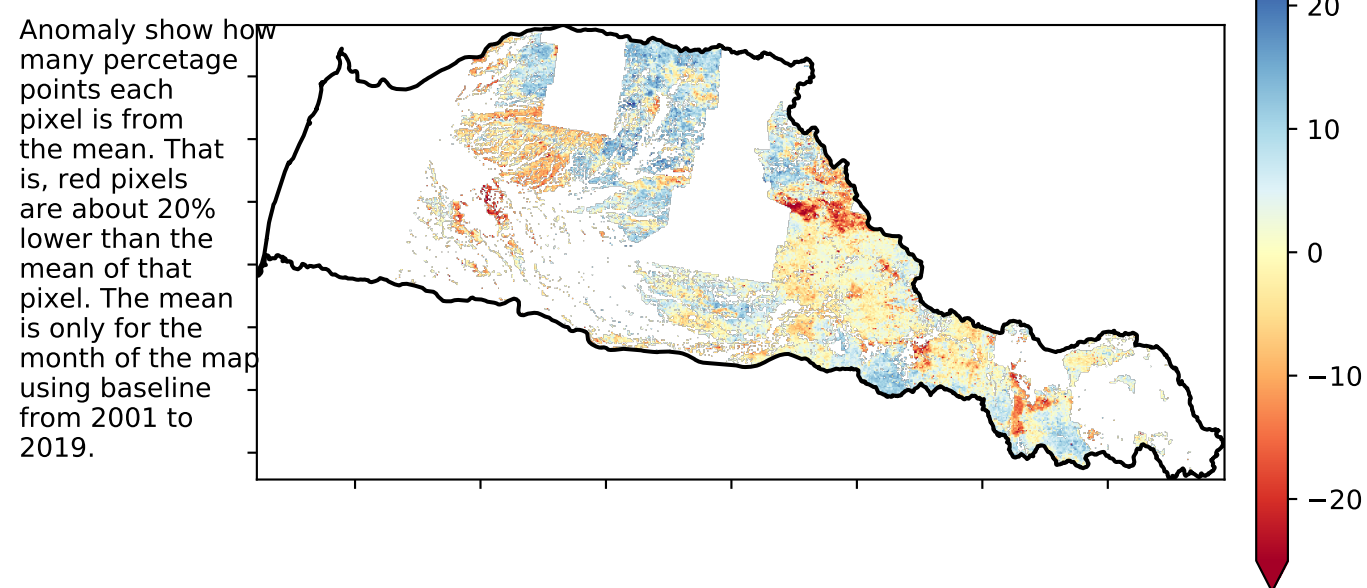 Anomaly show how
many percetage
points each
pixel is from
the mean. That
is, red pixels
are about 20%
lower than the
mean of that
pixel. The mean
is only for the
month of the map
using baseline
from 2001 to
2019.
20
10
0
−10
−20